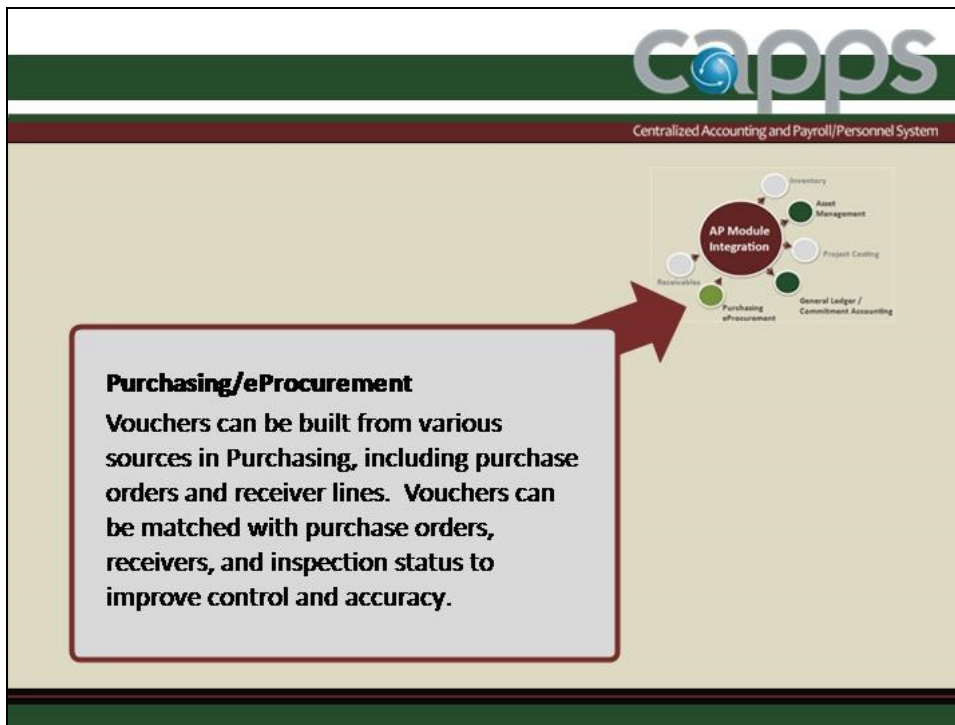 capps
Centralized Accounting and Payroll/Personnel System
Inventory
Asset
Management
AP Module
Integration
Project Costing
Receivables
General Ledger /
Commitment Accounting
Purchasing
eProcurement
Purchasing/eProcurement
Vouchers can be built from various
sources in Purchasing, including purchase
orders and receiver lines.  Vouchers can
be matched with purchase orders,
receivers, and inspection status to
improve control and accuracy.